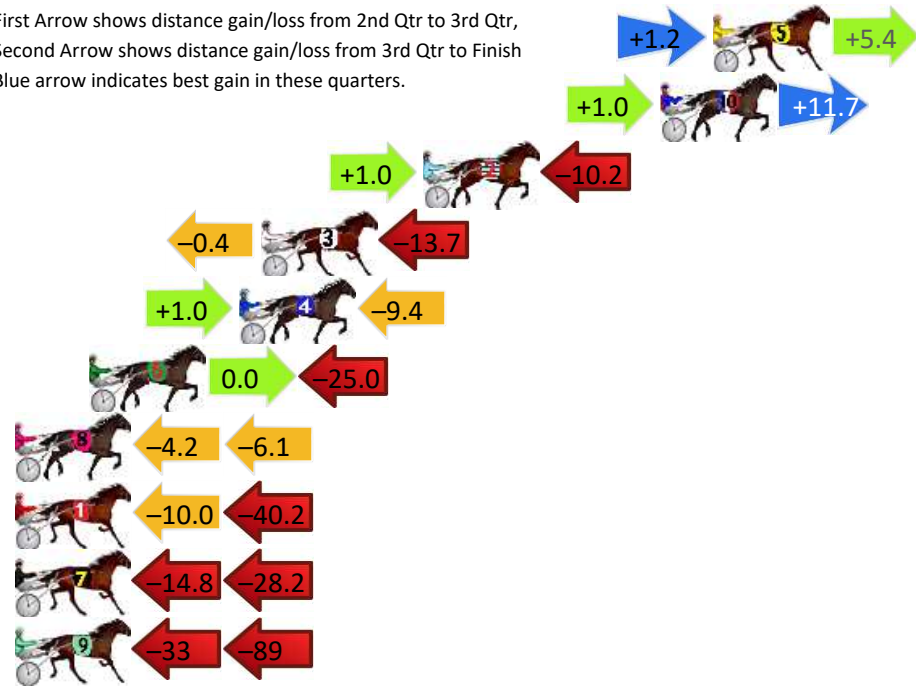 First Arrow shows distance gain/loss from 2nd Qtr to 3rd Qtr,
Second Arrow shows distance gain/loss from 3rd Qtr to Finish
Blue arrow indicates best gain in these quarters.
+1.2 5 +5.4
+1.0 10 +11.7
+1.0 2 −10.2
−0.4 3 −13.7
+1.0 4 −9.4
6 0.0 −25.0
8 −4.2 −6.1
1 −10.0 −40.2
7 −14.8 −28.2
9 −33 −89